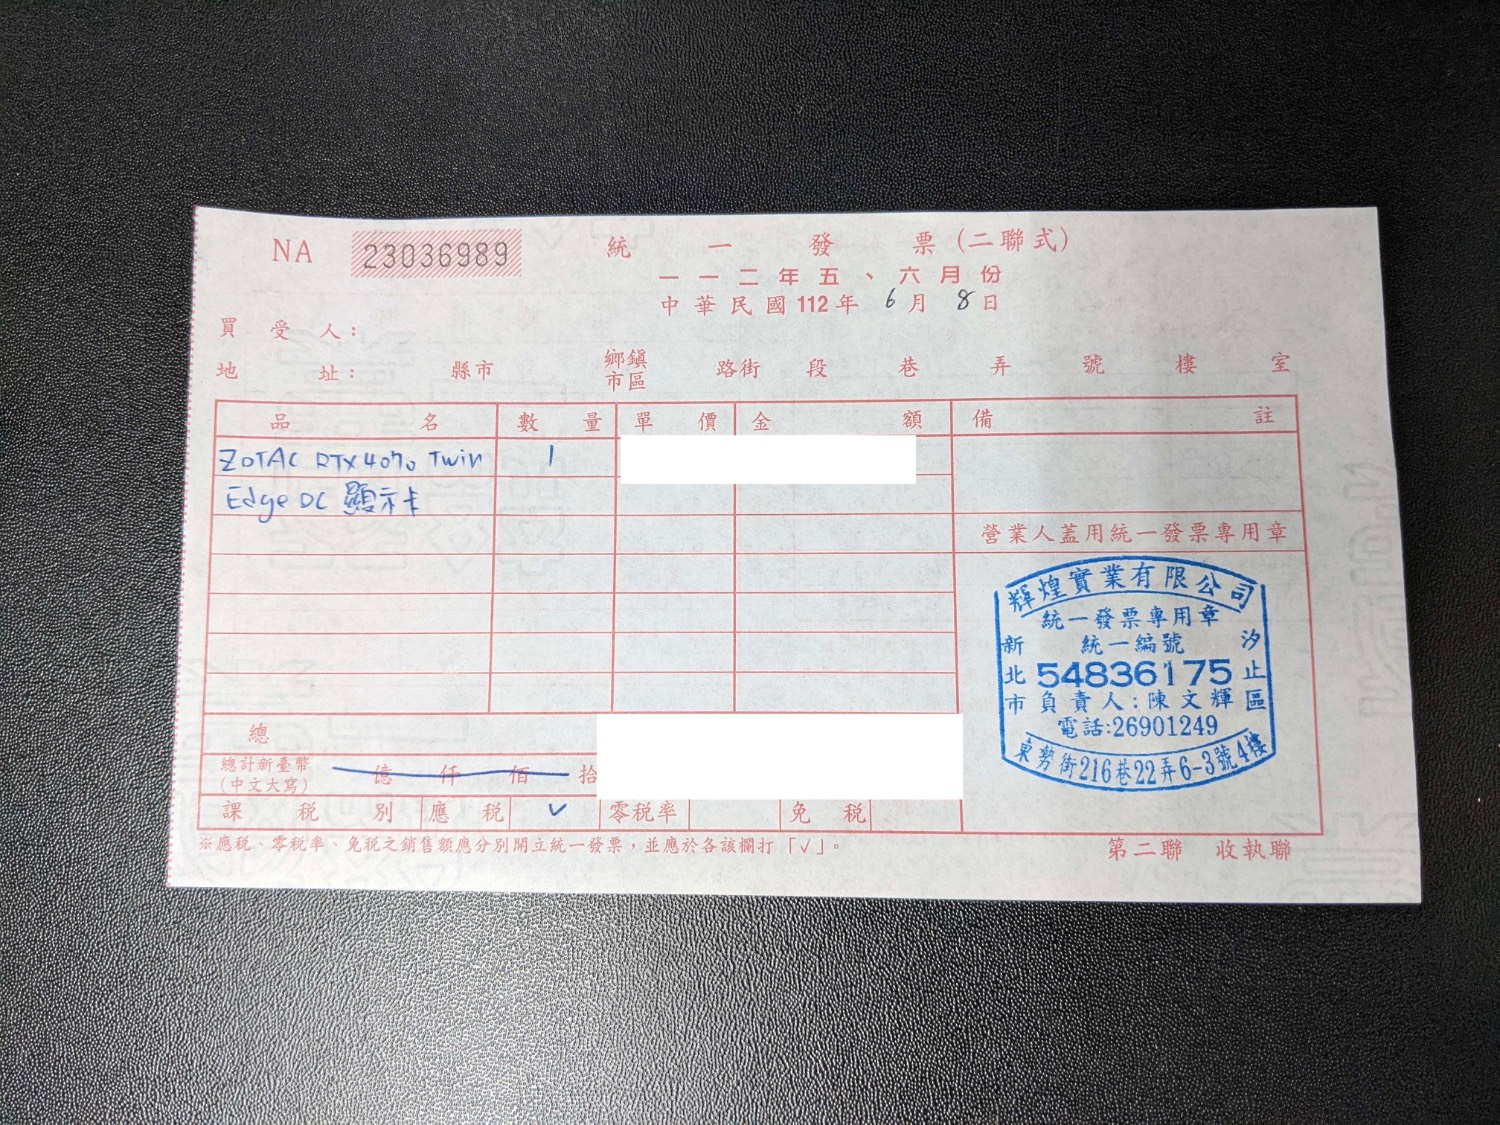 NA 23036989
統一發票(二聯式)
一一二年五、六月份
中華民國112年6月8日
買受人：
地址： 縣市 鄉鎮市區 路街 段 巷 弄 號 樓 室
品名 數量 單價 金額 備註
ZOTAC RTX4070 Twin 1
Edge OC 顯示卡
營業人蓋用統一發票專用章
輝煌實業有限公司
統一發票專用章
統一編號
54836175
負責人:陳文輝
電話:26901249
新北市汐止區
東勢街216巷22弄6-3號4樓
總
總計新臺幣
(中文大寫)
億 仟 佰 拾
課稅別 應稅 ✓ 零稅率 免稅
※應稅、零稅率、免稅之銷售額應分別開立統一發票，並應於各該欄打「✓」。
第二聯 收執聯